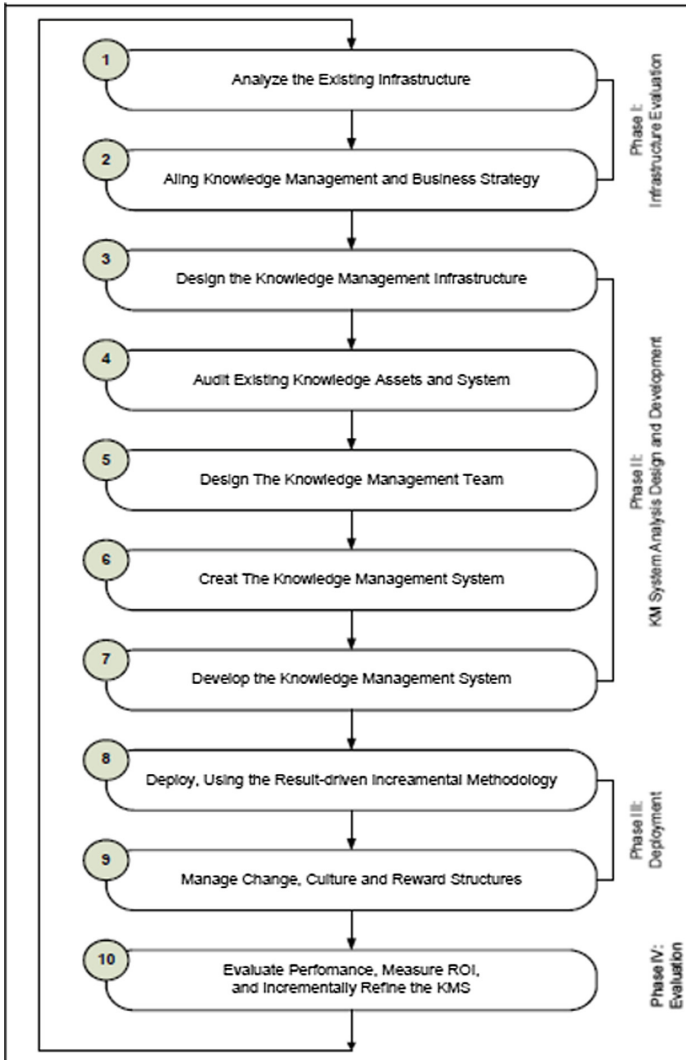 1
Analyze the Existing Infrastructure
Phase I:
Infrastructure Evaluation
2
Aling Knowledge Management and Business Strategy
3
Design the Knowledge Management Infrastructure
4
Audit Existing Knowledge Assets and System
5
Design The Knowledge Management Team
Phase II:
KM System Analysis Design and Development
6
Creat The Knowledge Management System
7
Develop the Knowledge Management System
8
Deploy, Using the Result-driven Increamental Methodology
Phase III:
Deployment
9
Manage Change, Culture and Reward Structures
10
Evaluate Perfomance, Measure ROI,
and Incrementally Refine the KMS
Phase IV:
Evaluation